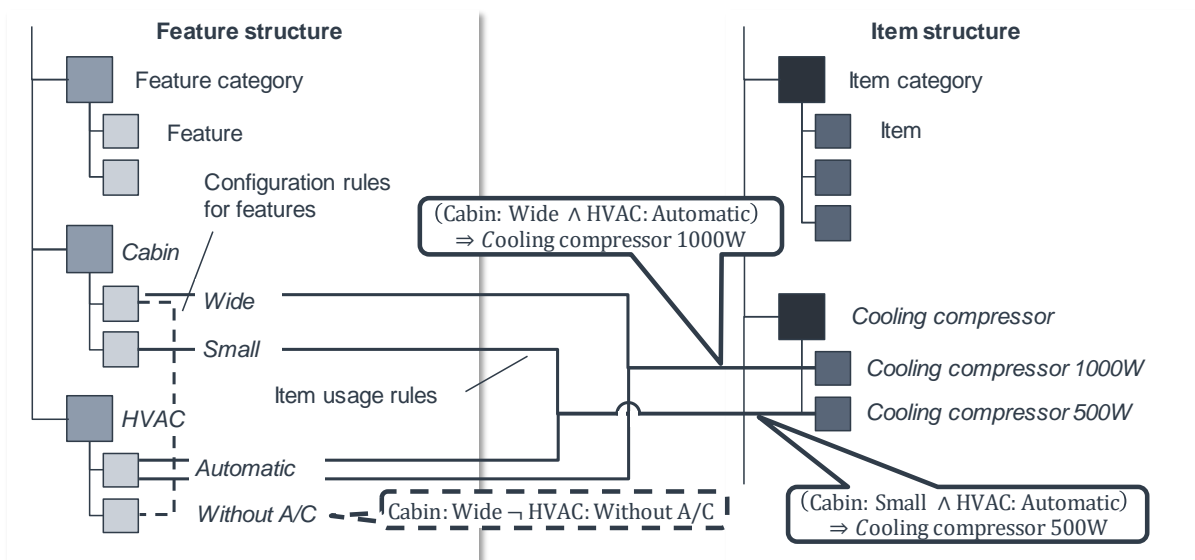 Feature structure
Feature category
Feature
Configuration rules
for features
Cabin
Wide
Small
Item usage rules
HVAC
Automatic
Without A/C
Cabin: Wide ¬ HVAC: Without A/C
(Cabin: Wide ∧ HVAC: Automatic)
⇒ Cooling compressor 1000W
Item structure
Item category
Item
Cooling compressor
Cooling compressor 1000W
Cooling compressor 500W
(Cabin: Small ∧ HVAC: Automatic)
⇒ Cooling compressor 500W